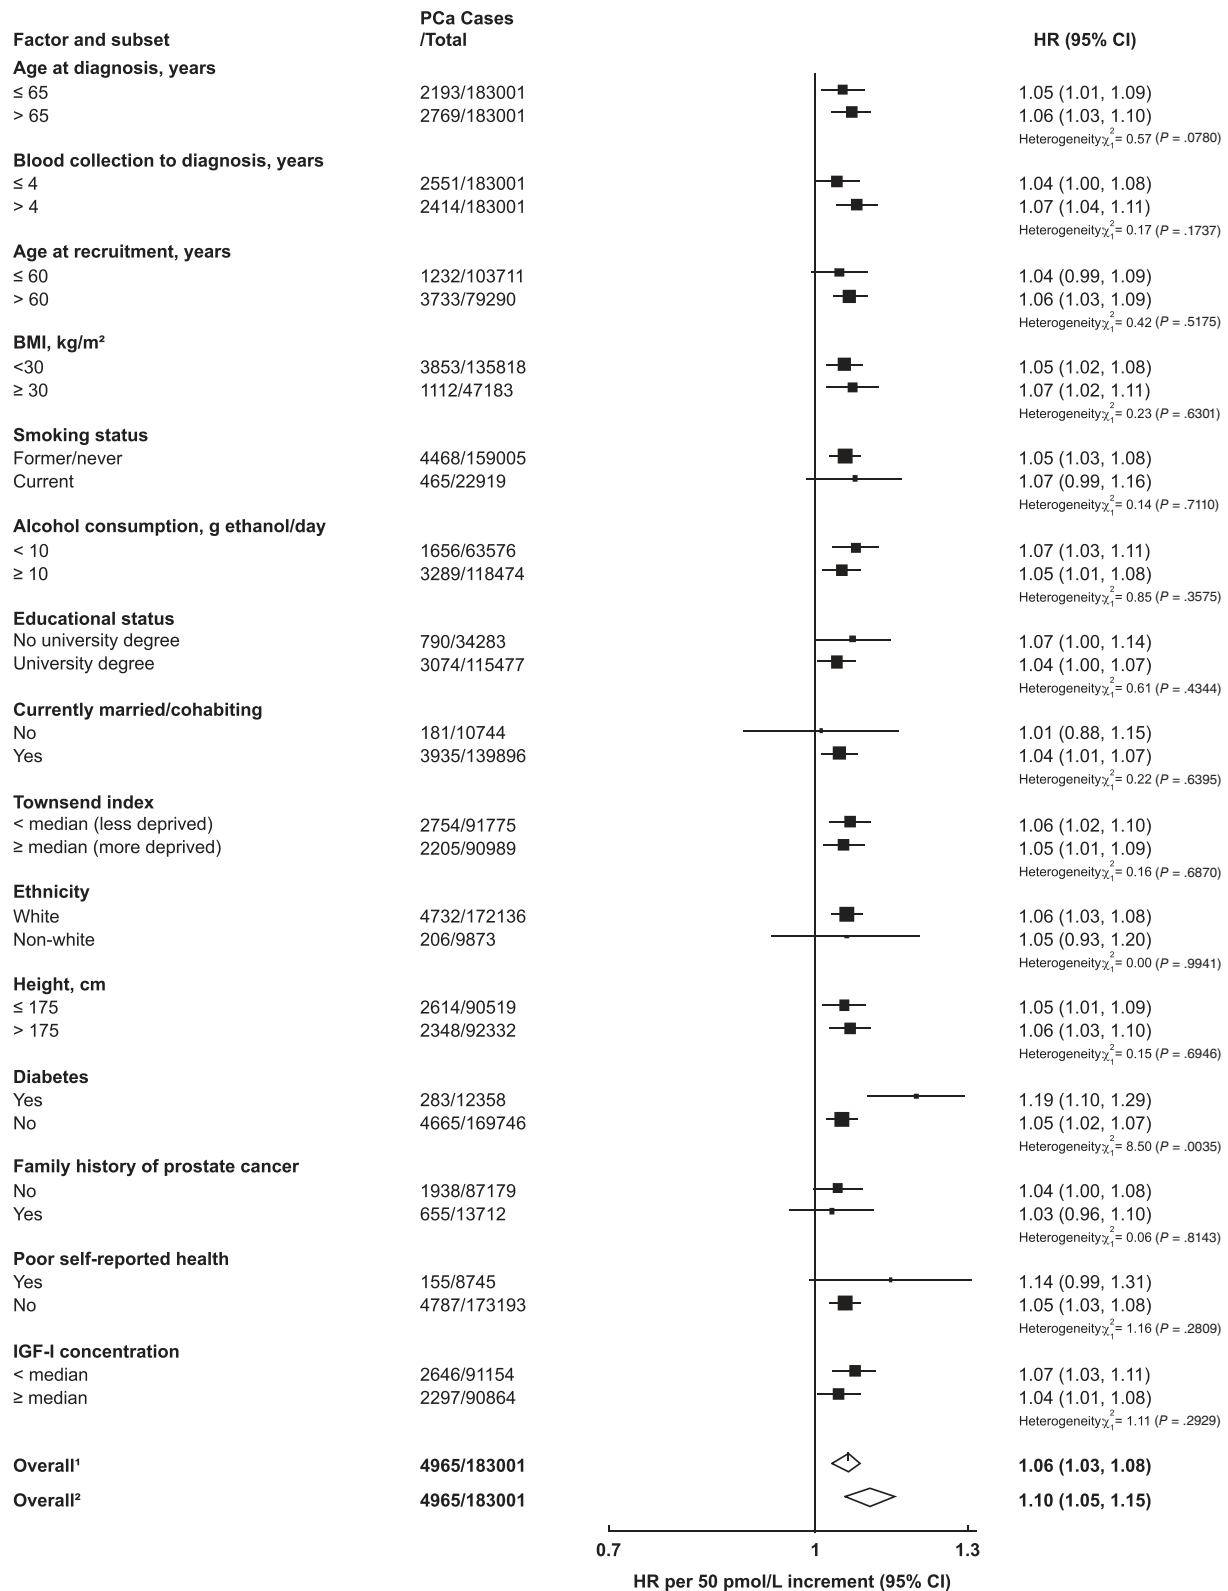 PCa Cases
Factor and subset /Total HR (95% CI)
Age at diagnosis, years
≤ 65 2193/183001 1.05 (1.01, 1.09)
> 65 2769/183001 1.06 (1.03, 1.10)
Heterogeneity χ²₁ = 0.57 (P = .0780)
Blood collection to diagnosis, years
≤ 4 2551/183001 1.04 (1.00, 1.08)
> 4 2414/183001 1.07 (1.04, 1.11)
Heterogeneity χ²₁ = 0.17 (P = .1737)
Age at recruitment, years
≤ 60 1232/103711 1.04 (0.99, 1.09)
> 60 3733/79290 1.06 (1.03, 1.09)
Heterogeneity χ²₁ = 0.42 (P = .5175)
BMI, kg/m²
<30 3853/135818 1.05 (1.02, 1.08)
≥ 30 1112/47183 1.07 (1.02, 1.11)
Heterogeneity χ²₁ = 0.23 (P = .6301)
Smoking status
Former/never 4468/159005 1.05 (1.03, 1.08)
Current 465/22919 1.07 (0.99, 1.16)
Heterogeneity χ²₁ = 0.14 (P = .7110)
Alcohol consumption, g ethanol/day
< 10 1656/63576 1.07 (1.03, 1.11)
≥ 10 3289/118474 1.05 (1.01, 1.08)
Heterogeneity χ²₁ = 0.85 (P = .3575)
Educational status
No university degree 790/34283 1.07 (1.00, 1.14)
University degree 3074/115477 1.04 (1.00, 1.07)
Heterogeneity χ²₁ = 0.61 (P = .4344)
Currently married/cohabiting
No 181/10744 1.01 (0.88, 1.15)
Yes 3935/139896 1.04 (1.01, 1.07)
Heterogeneity χ²₁ = 0.22 (P = .6395)
Townsend index
< median (less deprived) 2754/91775 1.06 (1.02, 1.10)
≥ median (more deprived) 2205/90989 1.05 (1.01, 1.09)
Heterogeneity χ²₁ = 0.16 (P = .6870)
Ethnicity
White 4732/172136 1.06 (1.03, 1.08)
Non-white 206/9873 1.05 (0.93, 1.20)
Heterogeneity χ²₁ = 0.00 (P = .9941)
Height, cm
≤ 175 2614/90519 1.05 (1.01, 1.09)
> 175 2348/92332 1.06 (1.03, 1.10)
Heterogeneity χ²₁ = 0.15 (P = .6946)
Diabetes
Yes 283/12358 1.19 (1.10, 1.29)
No 4665/169746 1.05 (1.02, 1.07)
Heterogeneity χ²₁ = 8.50 (P = .0035)
Family history of prostate cancer
No 1938/87179 1.04 (1.00, 1.08)
Yes 655/13712 1.03 (0.96, 1.10)
Heterogeneity χ²₁ = 0.06 (P = .8143)
Poor self-reported health
Yes 155/8745 1.14 (0.99, 1.31)
No 4787/173193 1.05 (1.03, 1.08)
Heterogeneity χ²₁ = 1.16 (P = .2809)
IGF-I concentration
< median 2646/91154 1.07 (1.03, 1.11)
≥ median 2297/90864 1.04 (1.01, 1.08)
Heterogeneity χ²₁ = 1.11 (P = .2929)
Overall¹ 4965/183001 1.06 (1.03, 1.08)
Overall² 4965/183001 1.10 (1.05, 1.15)
0.7 1 1.3
HR per 50 pmol/L increment (95% CI)